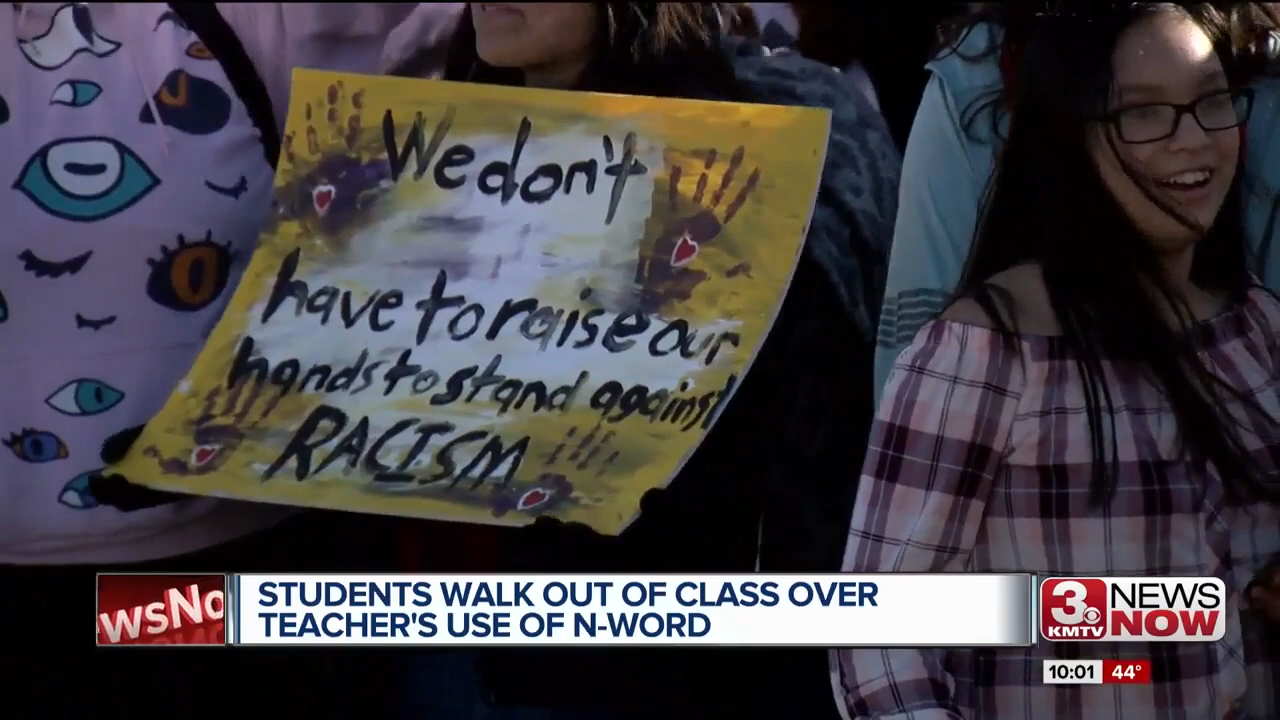 We don't
have to raise our
hands to stand against
RACISM
wsNo
STUDENTS WALK OUT OF CLASS OVER
TEACHER'S USE OF N-WORD
3
KMTV
NEWS
NOW
10:01 44°